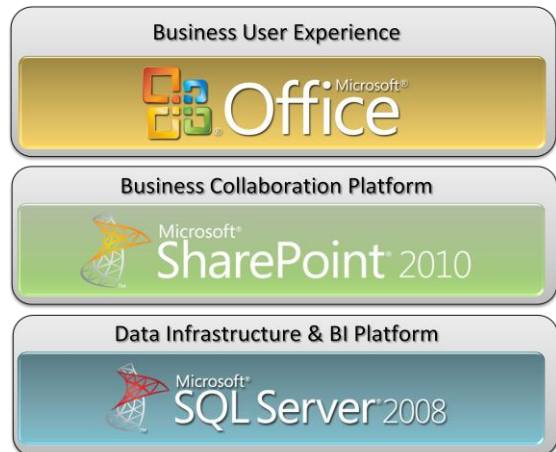 Business User Experience
Microsoft®
Office®
Business Collaboration Platform
Microsoft®
SharePoint® 2010
Data Infrastructure & BI Platform
Microsoft®
SQL Server® 2008